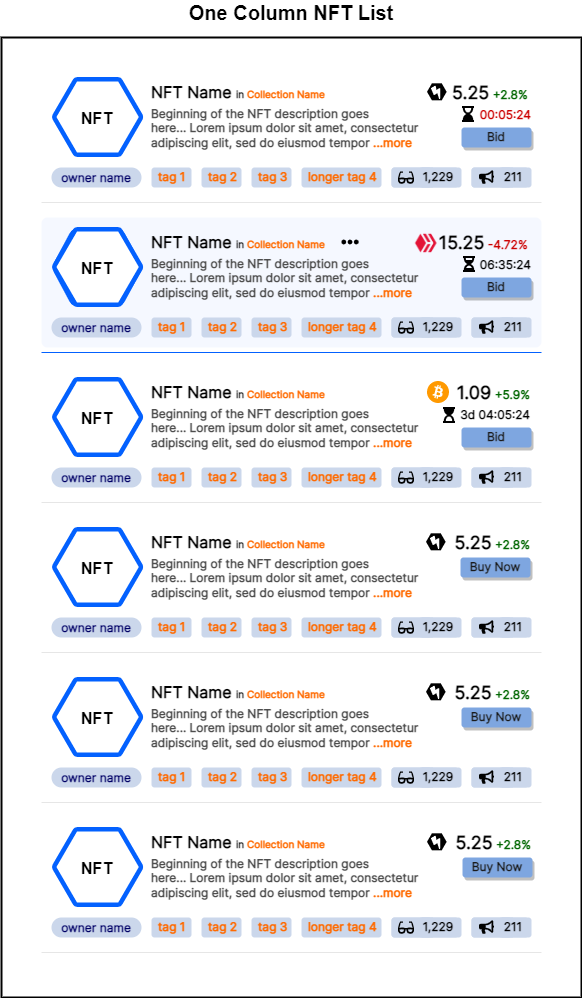 One Column NFT List
NFT
NFT Name in Collection Name
5.25 +2.8%
Beginning of the NFT description goes
00:05:24
here... Lorem ipsum dolor sit amet, consectetur
Bid
adipiscing elit, sed do eiusmod tempor ...more
owner name tag 1 tag 2 tag 3 longer tag 4 1,229 211
NFT
NFT Name in Collection Name •••
15.25 -4.72%
Beginning of the NFT description goes
06:35:24
here... Lorem ipsum dolor sit amet, consectetur
Bid
adipiscing elit, sed do eiusmod tempor ...more
owner name tag 1 tag 2 tag 3 longer tag 4 1,229 211
NFT
NFT Name in Collection Name
1.09 +5.9%
Beginning of the NFT description goes
3d 04:05:24
here... Lorem ipsum dolor sit amet, consectetur
Bid
adipiscing elit, sed do eiusmod tempor ...more
owner name tag 1 tag 2 tag 3 longer tag 4 1,229 211
NFT
NFT Name in Collection Name
5.25 +2.8%
Beginning of the NFT description goes
Buy Now
here... Lorem ipsum dolor sit amet, consectetur
adipiscing elit, sed do eiusmod tempor ...more
owner name tag 1 tag 2 tag 3 longer tag 4 1,229 211
NFT
NFT Name in Collection Name
5.25 +2.8%
Beginning of the NFT description goes
Buy Now
here... Lorem ipsum dolor sit amet, consectetur
adipiscing elit, sed do eiusmod tempor ...more
owner name tag 1 tag 2 tag 3 longer tag 4 1,229 211
NFT
NFT Name in Collection Name
5.25 +2.8%
Beginning of the NFT description goes
Buy Now
here... Lorem ipsum dolor sit amet, consectetur
adipiscing elit, sed do eiusmod tempor ...more
owner name tag 1 tag 2 tag 3 longer tag 4 1,229 211